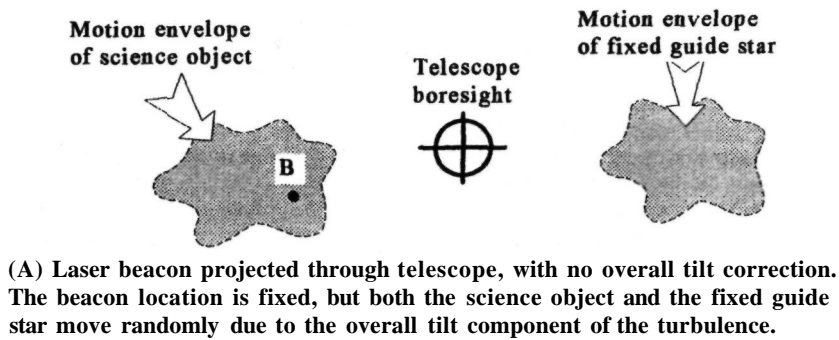 Motion envelope
of science object
Telescope
boresight
Motion envelope
of fixed guide star
B
(A) Laser beacon projected through telescope, with no overall tilt correction.
The beacon location is fixed, but both the science object and the fixed guide
star move randomly due to the overall tilt component of the turbulence.